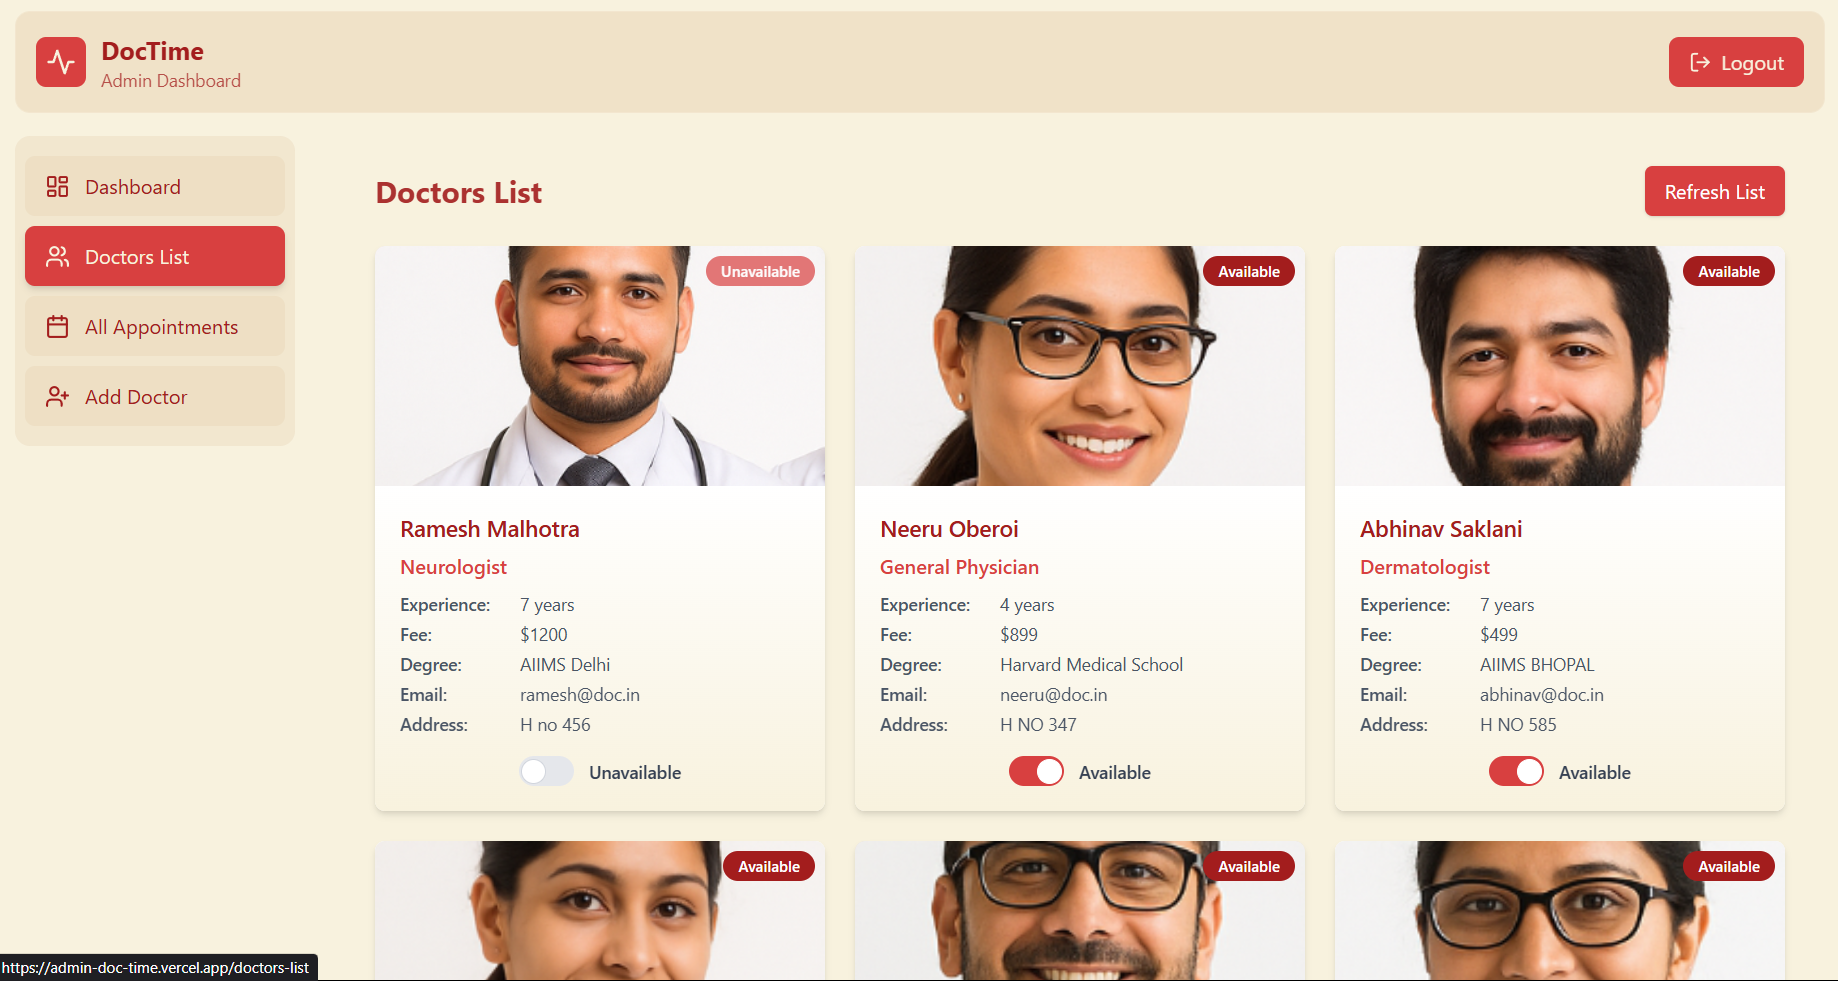 DocTime
Admin Dashboard
Logout
Dashboard
Doctors List
All Appointments
Add Doctor
Doctors List
Refresh List
Unavailable
Ramesh Malhotra
Neurologist
Experience: 7 years
Fee: $1200
Degree: AIIMS Delhi
Email: ramesh@doc.in
Address: H no 456
Unavailable
Available
Neeru Oberoi
General Physician
Experience: 4 years
Fee: $899
Degree: Harvard Medical School
Email: neeru@doc.in
Address: H NO 347
Available
Available
Abhinav Saklani
Dermatologist
Experience: 7 years
Fee: $499
Degree: AIIMS BHOPAL
Email: abhinav@doc.in
Address: H NO 585
Available
Available
Available
Available
https://admin-doc-time.vercel.app/doctors-list